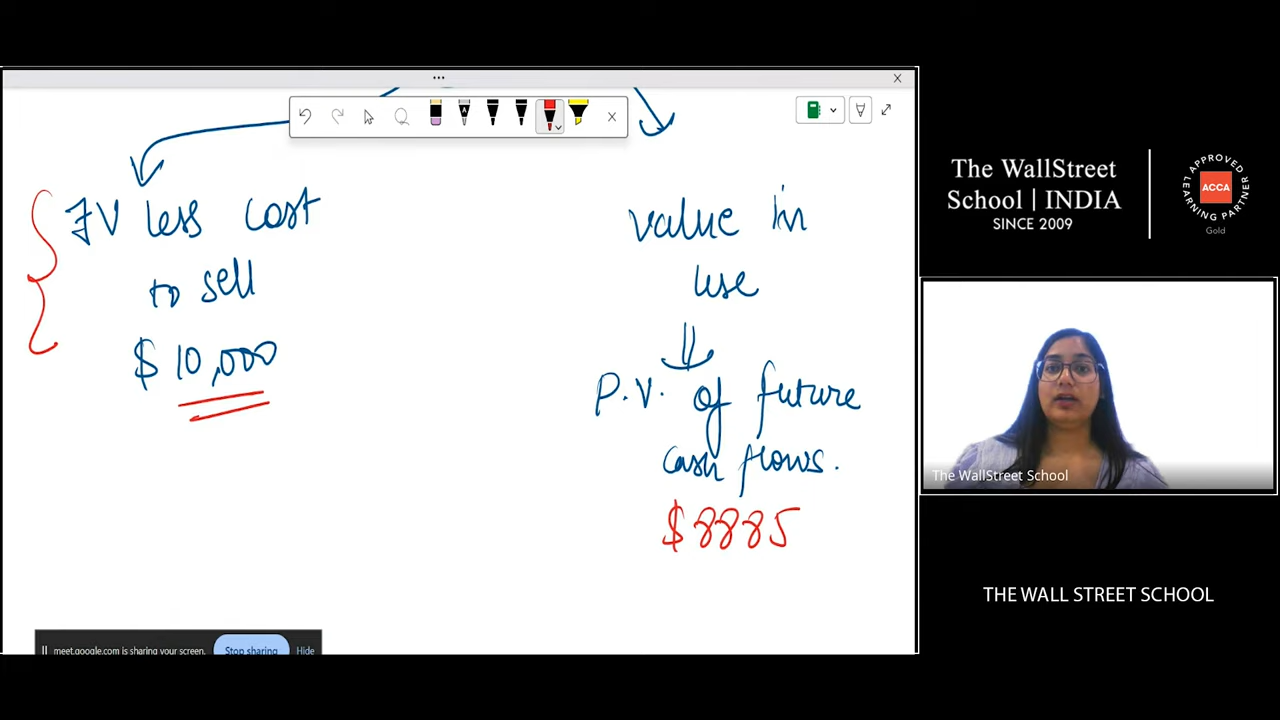 FV less cost
to sell
$ 10,000
value in
use
P.V. of future
cash flows.
$8885
meet.google.com is sharing your screen.
Stop sharing
Hide
The WallStreet
School | INDIA
SINCE 2009
APPROVED
ACCA
LEARNING PARTNER
Gold
The WallStreet School
THE WALL STREET SCHOOL